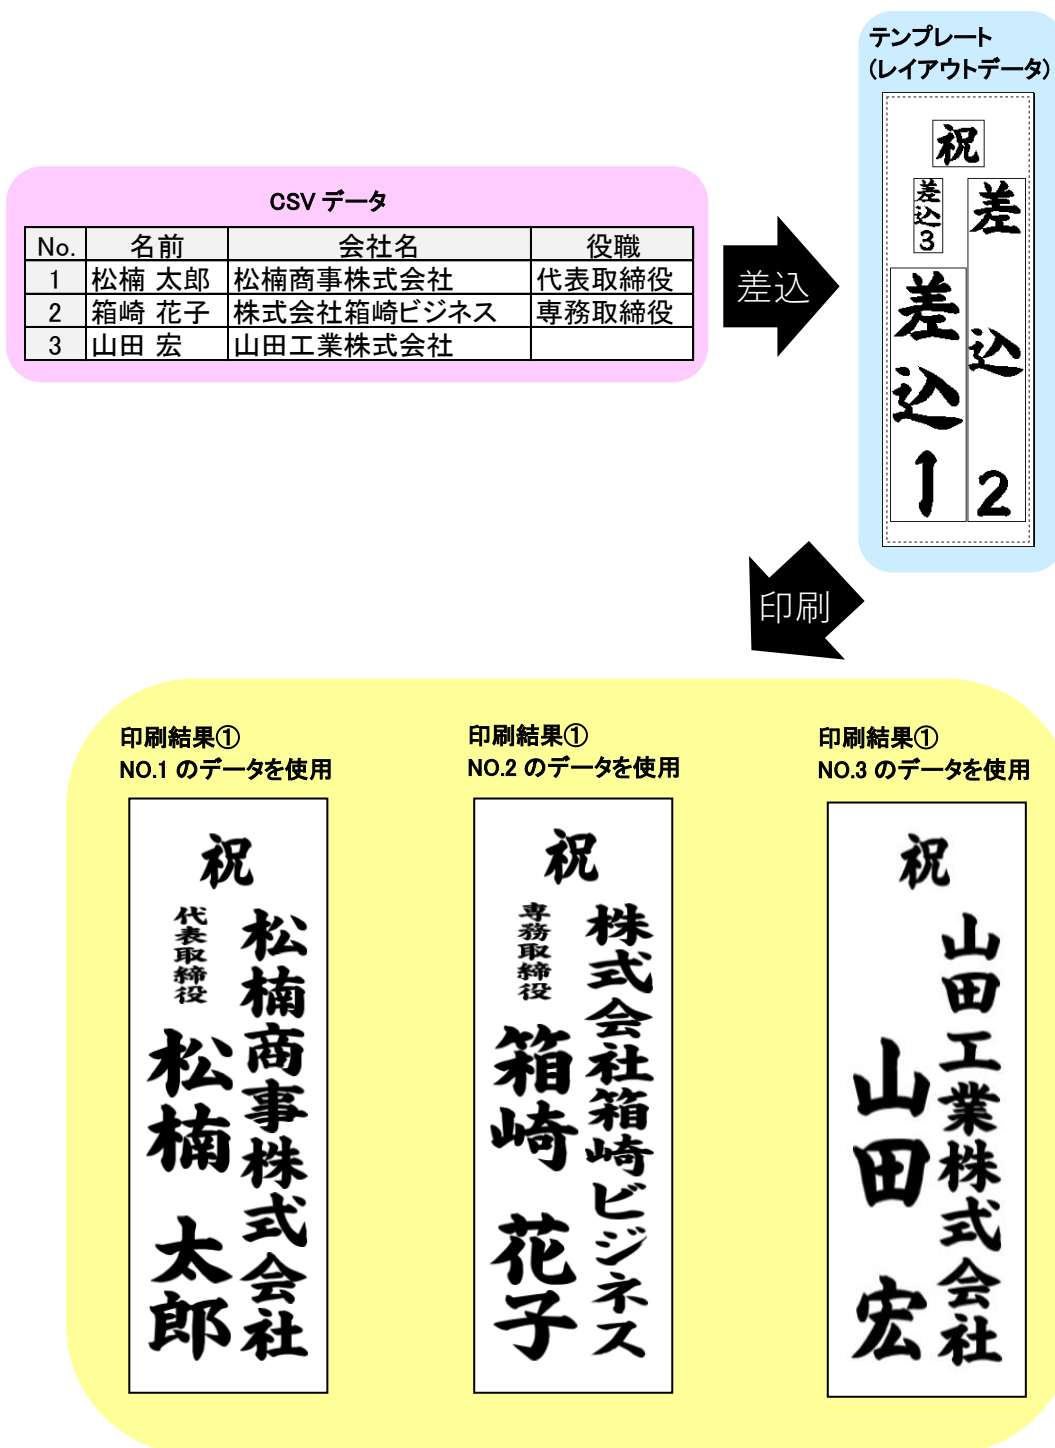 テンプレート
(レイアウトデータ)
祝
差込2
差込3
差込1
CSV データ
No. 名前 会社名 役職
1 松楠 太郎 松楠商事株式会社 代表取締役
2 箱崎 花子 株式会社箱崎ビジネス 専務取締役
3 山田 宏 山田工業株式会社
差込
印刷
印刷結果①
NO.1 のデータを使用
祝
松楠商事株式会社
代表取締役
松楠 太郎
印刷結果①
NO.2 のデータを使用
祝
株式会社箱崎ビジネス
専務取締役
箱崎 花子
印刷結果①
NO.3 のデータを使用
祝
山田工業株式会社
山田 宏